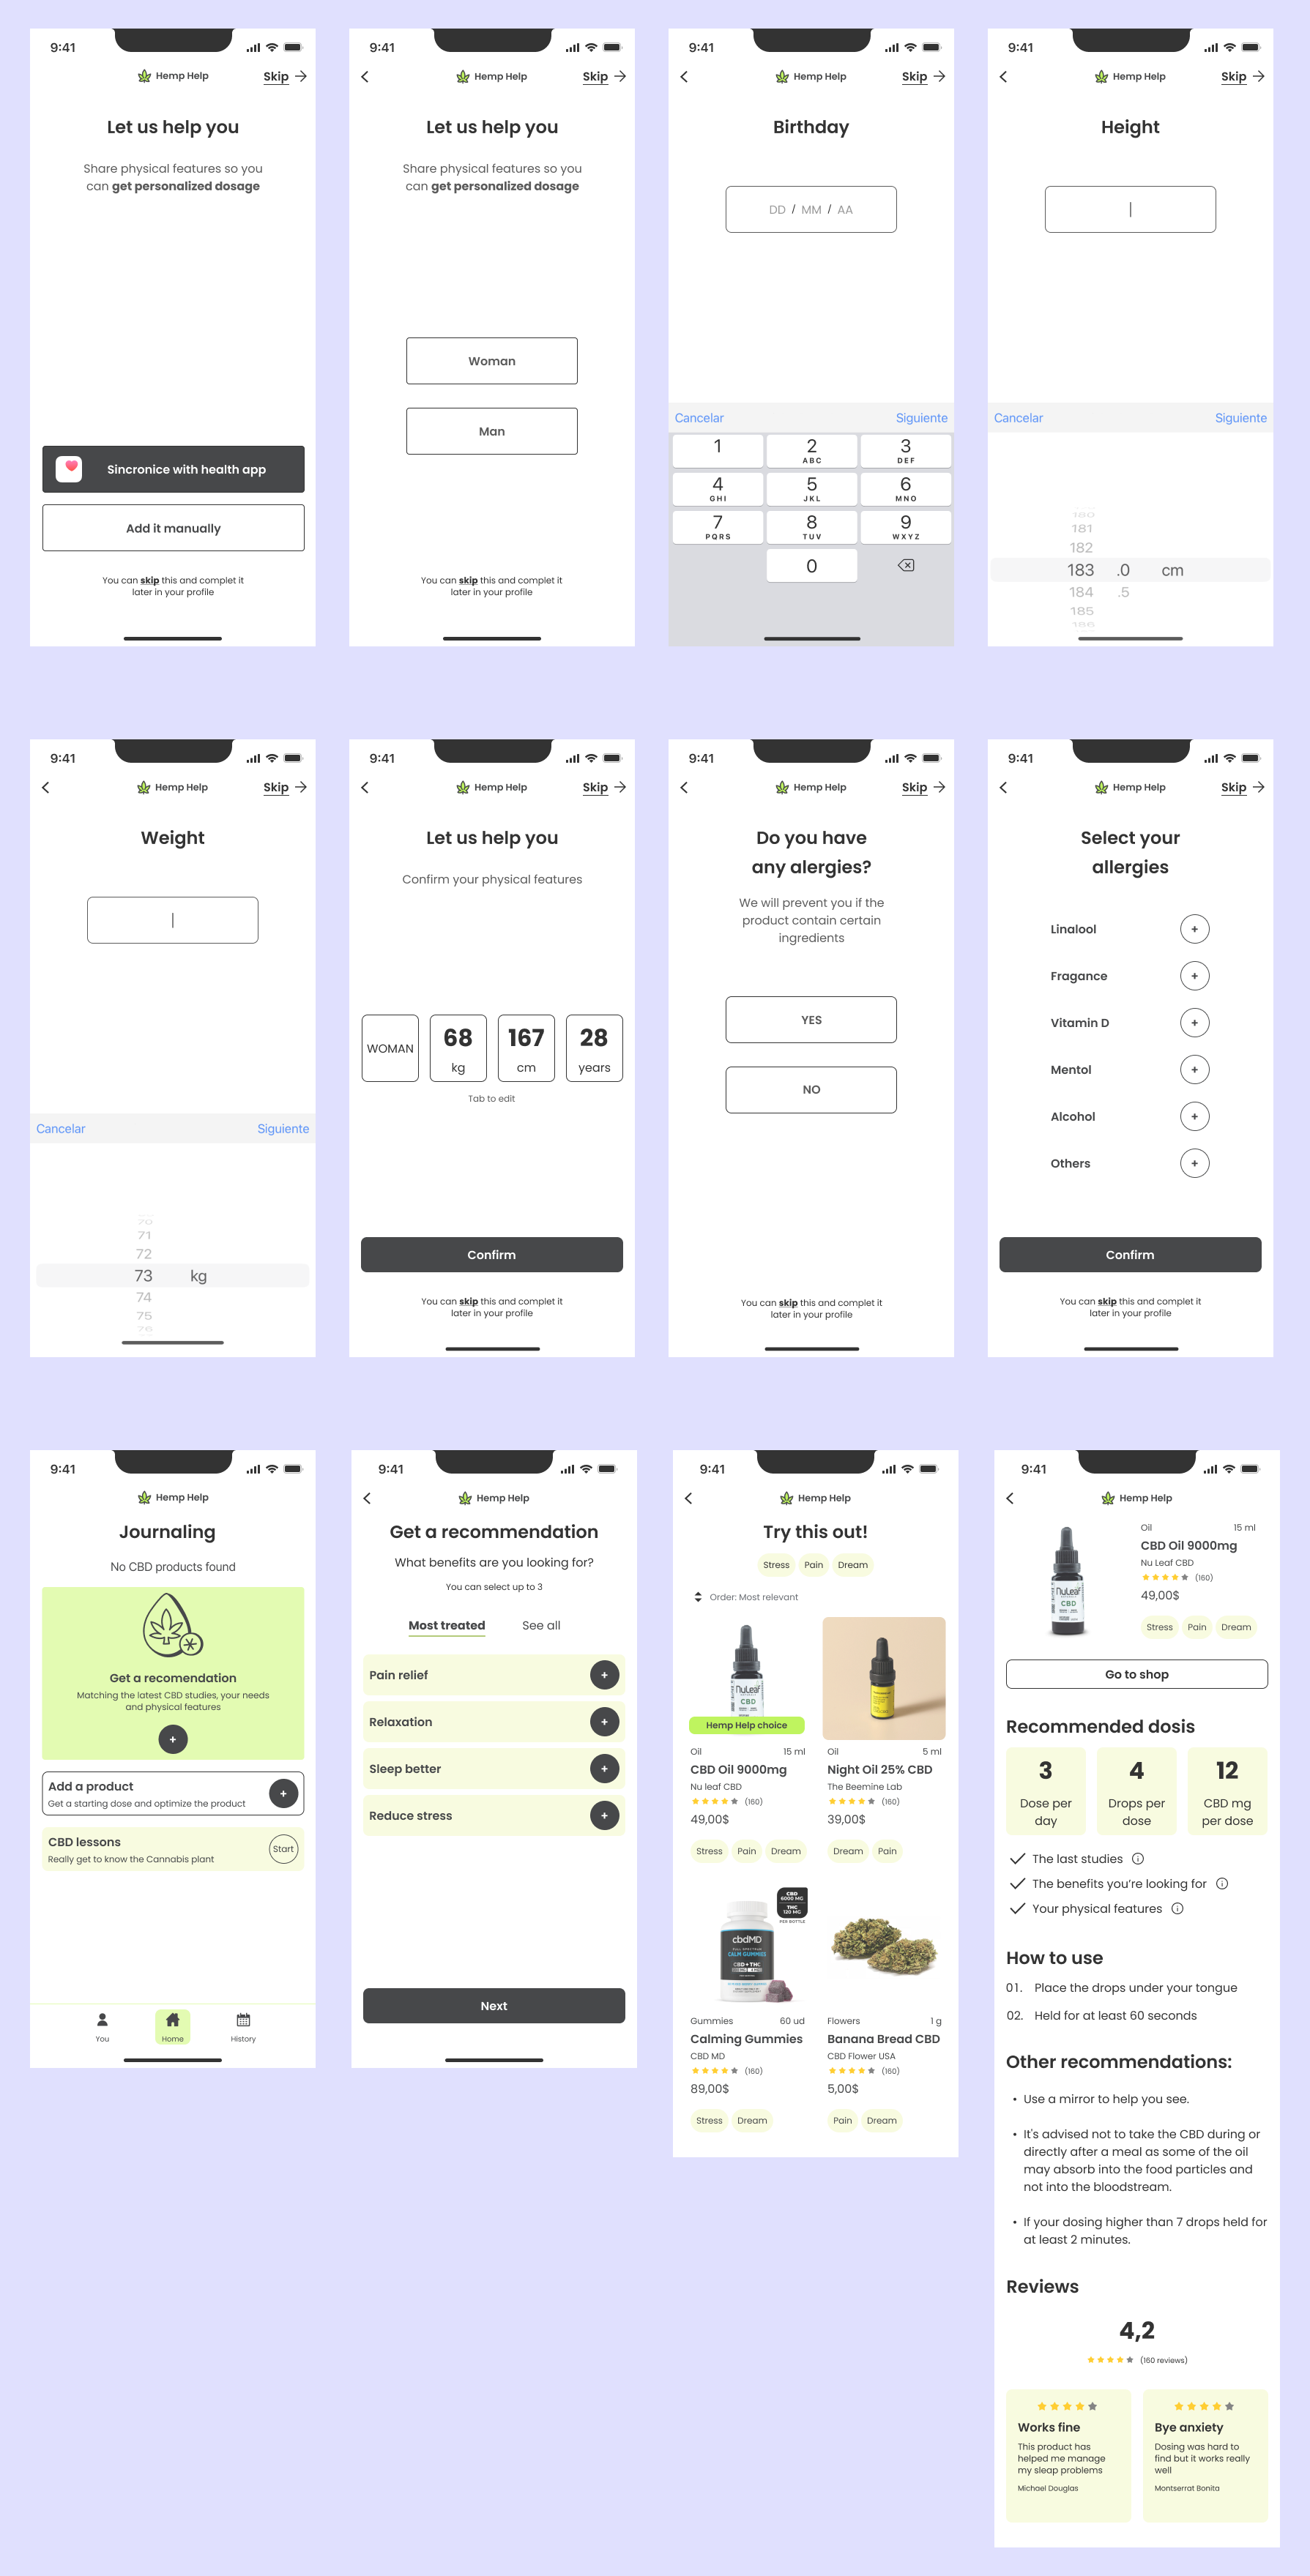 9:41
Hemp Help
Skip
Let us help you
Share physical features so you
can get personalized dosage
Sincronice with health app
Add it manually
You can skip this and complet it
later in your profile
9:41
Hemp Help
Skip
Let us help you
Share physical features so you
can get personalized dosage
Woman
Man
You can skip this and complet it
later in your profile
9:41
Hemp Help
Skip
Birthday
DD / MM / AA
Cancelar
Siguiente
1
2
ABC
3
DEF
4
GHI
5
JKL
6
MNO
7
PQRS
8
TUV
9
WXYZ
0
9:41
Hemp Help
Skip
Height
Cancelar
Siguiente
180
181
182
183 .0 cm
184 .5
185
186
9:41
Hemp Help
Skip
Weight
Cancelar
Siguiente
70
71
72
73 kg
74
75
76
9:41
Hemp Help
Skip
Let us help you
Confirm your physical features
WOMAN
68
kg
167
cm
28
years
Tab to edit
Confirm
You can skip this and complet it
later in your profile
9:41
Hemp Help
Skip
Do you have
any alergies?
We will prevent you if the
product contain certain
ingredients
YES
NO
You can skip this and complet it
later in your profile
9:41
Hemp Help
Skip
Select your
allergies
Linalool +
Fragance +
Vitamin D +
Mentol +
Alcohol +
Others +
Confirm
You can skip this and complet it
later in your profile
9:41
Hemp Help
Journaling
No CBD products found
Get a recomendation
Matching the latest CBD studies, your needs
and physical features
+
Add a product
Get a starting dose and optimize the product
+
CBD lessons
Really get to know the Cannabis plant
Start
You
Home
History
9:41
Hemp Help
Get a recommendation
What benefits are you looking for?
You can select up to 3
Most treated
See all
Pain relief +
Relaxation +
Sleep better +
Reduce stress +
Next
9:41
Hemp Help
Try this out!
Stress Pain Dream
Order: Most relevant
NuLeaf
CBD
Hemp Help choice
Oil 15 ml
CBD Oil 9000mg
Nu leaf CBD
(160)
49,00$
Stress Pain Dream
Oil 5 ml
Night Oil 25% CBD
The Beemine Lab
(160)
39,00$
Dream Pain
CBD
6000 MG
THC
120 MG
PER BOTTLE
cbdMD
CALM GUMMIES
CBD + THC
Gummies 60 ud
Calming Gummies
CBD MD
(160)
89,00$
Stress Dream
Flowers 1 g
Banana Bread CBD
CBD Flower USA
(160)
5,00$
Pain Dream
9:41
Hemp Help
NuLeaf
CBD
Oil 15 ml
CBD Oil 9000mg
Nu Leaf CBD
(160)
49,00$
Stress Pain Dream
Go to shop
Recommended dosis
3
Dose per
day
4
Drops per
dose
12
CBD mg
per dose
The last studies
The benefits you're looking for
Your physical features
How to use
01. Place the drops under your tongue
02. Held for at least 60 seconds
Other recommendations:
• Use a mirror to help you see.
• It's advised not to take the CBD during or
directly after a meal as some of the oil
may absorb into the food particles and
not into the bloodstream.
• If your dosing higher than 7 drops held for
at least 2 minutes.
Reviews
4,2
(160 reviews)
Works fine
This product has
helped me manage
my sleap problems
Michael Douglas
Bye anxiety
Dosing was hard to
find but it works really
well
Montserrat Bonita